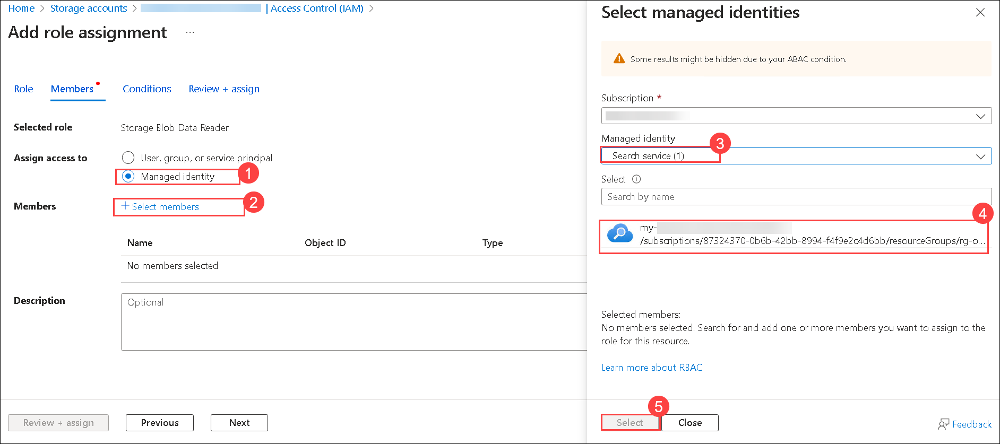 Home > Storage accounts > | Access Control (IAM) >
Add role assignment ...
Role Members Conditions Review + assign
Selected role Storage Blob Data Reader
Assign access to User, group, or service principal
Managed identity 1
Members + Select members 2
Name Object ID Type
No members selected
Description Optional
Review + assign Previous Next
Select managed identities
Some results might be hidden due to your ABAC condition.
Subscription *
Managed identity
Search service (1) 3
Select
Search by name
4
my-
/subscriptions/87324370-0b6b-42bb-8994-f4f9e2c4d6bb/resourceGroups/rg-o...
Selected members:
No members selected. Search for and add one or more members you want to assign to the
role for this resource.
Learn more about RBAC
5
Select Close Feedback